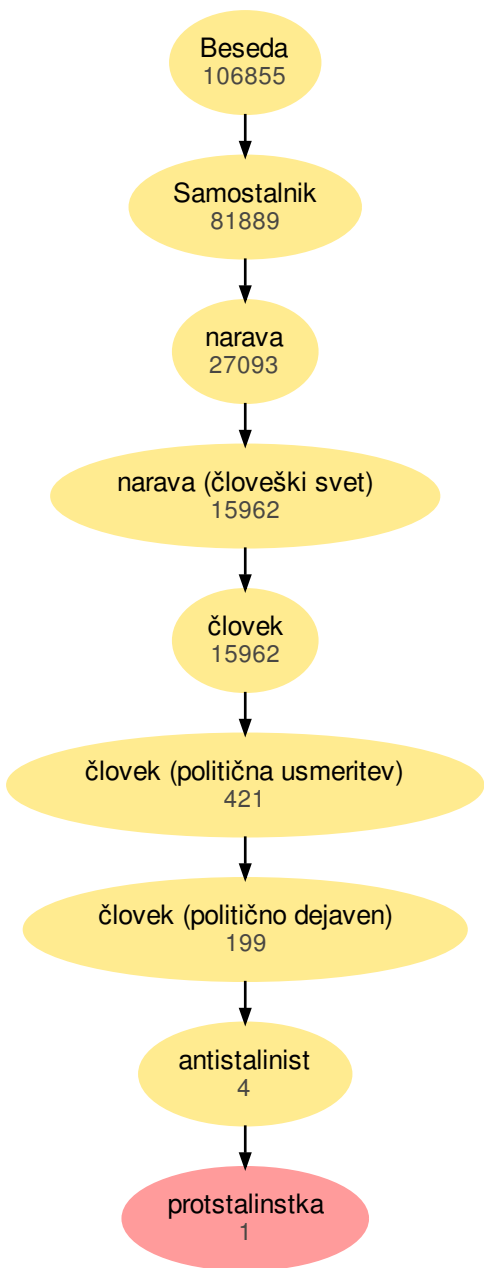 Beseda
106855
Samostalnik
81889
narava
27093
narava (človeški svet)
15962
človek
15962
človek (politična usmeritev)
421
človek (politično dejaven)
199
antistalinist
4
protstalinstka
1